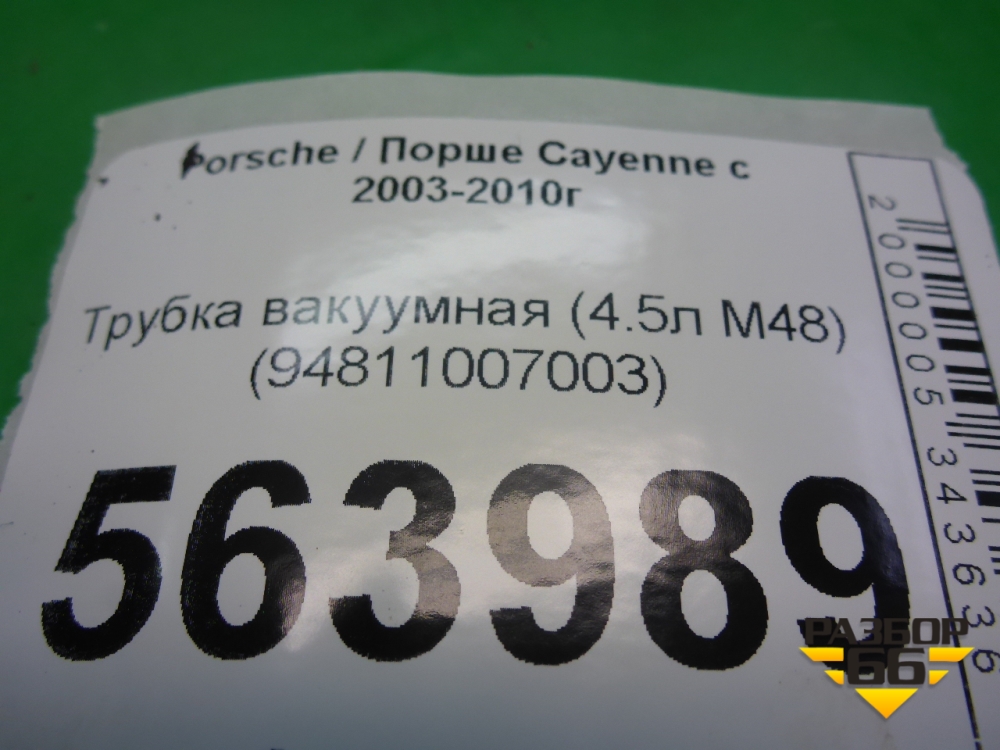 Porsche / Порше Cayenne с
2003-2010г
Трубка вакуумная (4.5л M48)
(94811007003)
563989
2000005343636
РАЗБОР
66